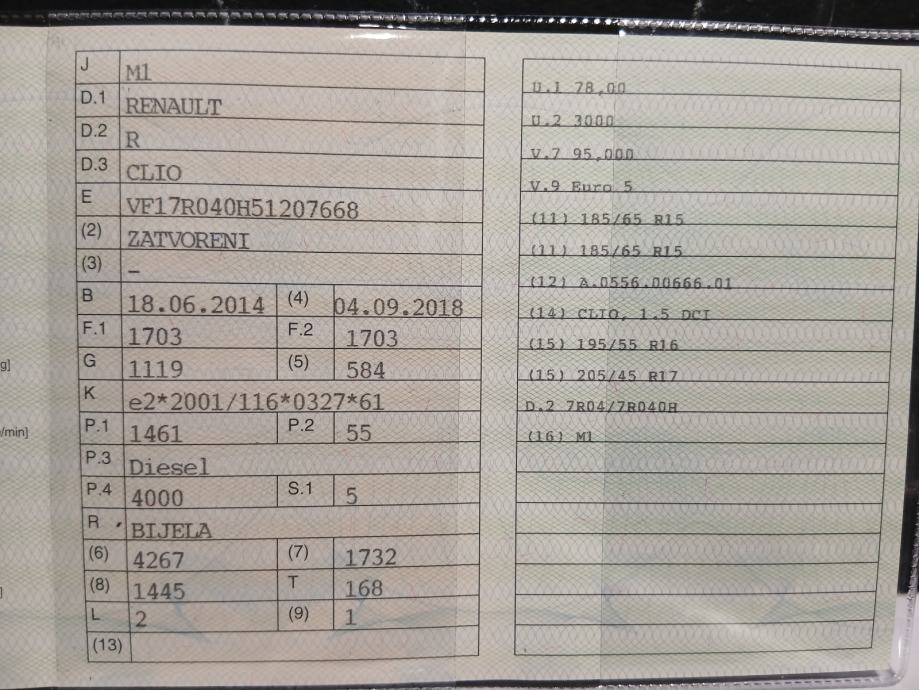 J M1
D.1 RENAULT
D.2 R
D.3 CLIO
E VF17R040H51207668
(2) ZATVORENI
(3) –
B 18.06.2014 (4) 04.09.2018
F.1 1703 F.2 1703
G 1119 (5) 584
g]
K e2*2001/116*0327*61
P.1 1461 P.2 55
/min]
P.3 Diesel
P.4 4000 S.1 5
R BIJELA
(6) 4267 (7) 1732
(8) 1445 T 168
]
L 2 (9) 1
(13)
U.1 78,00
U.2 3000
V.7 95,000
V.9 Euro 5
(11) 185/65 R15
(11) 185/65 R15
(12) A.0556.00666.01
(14) CLIO, 1.5 DCI
(15) 195/55 R16
(15) 205/45 R17
D.2 7R04/7R040H
(16) M1